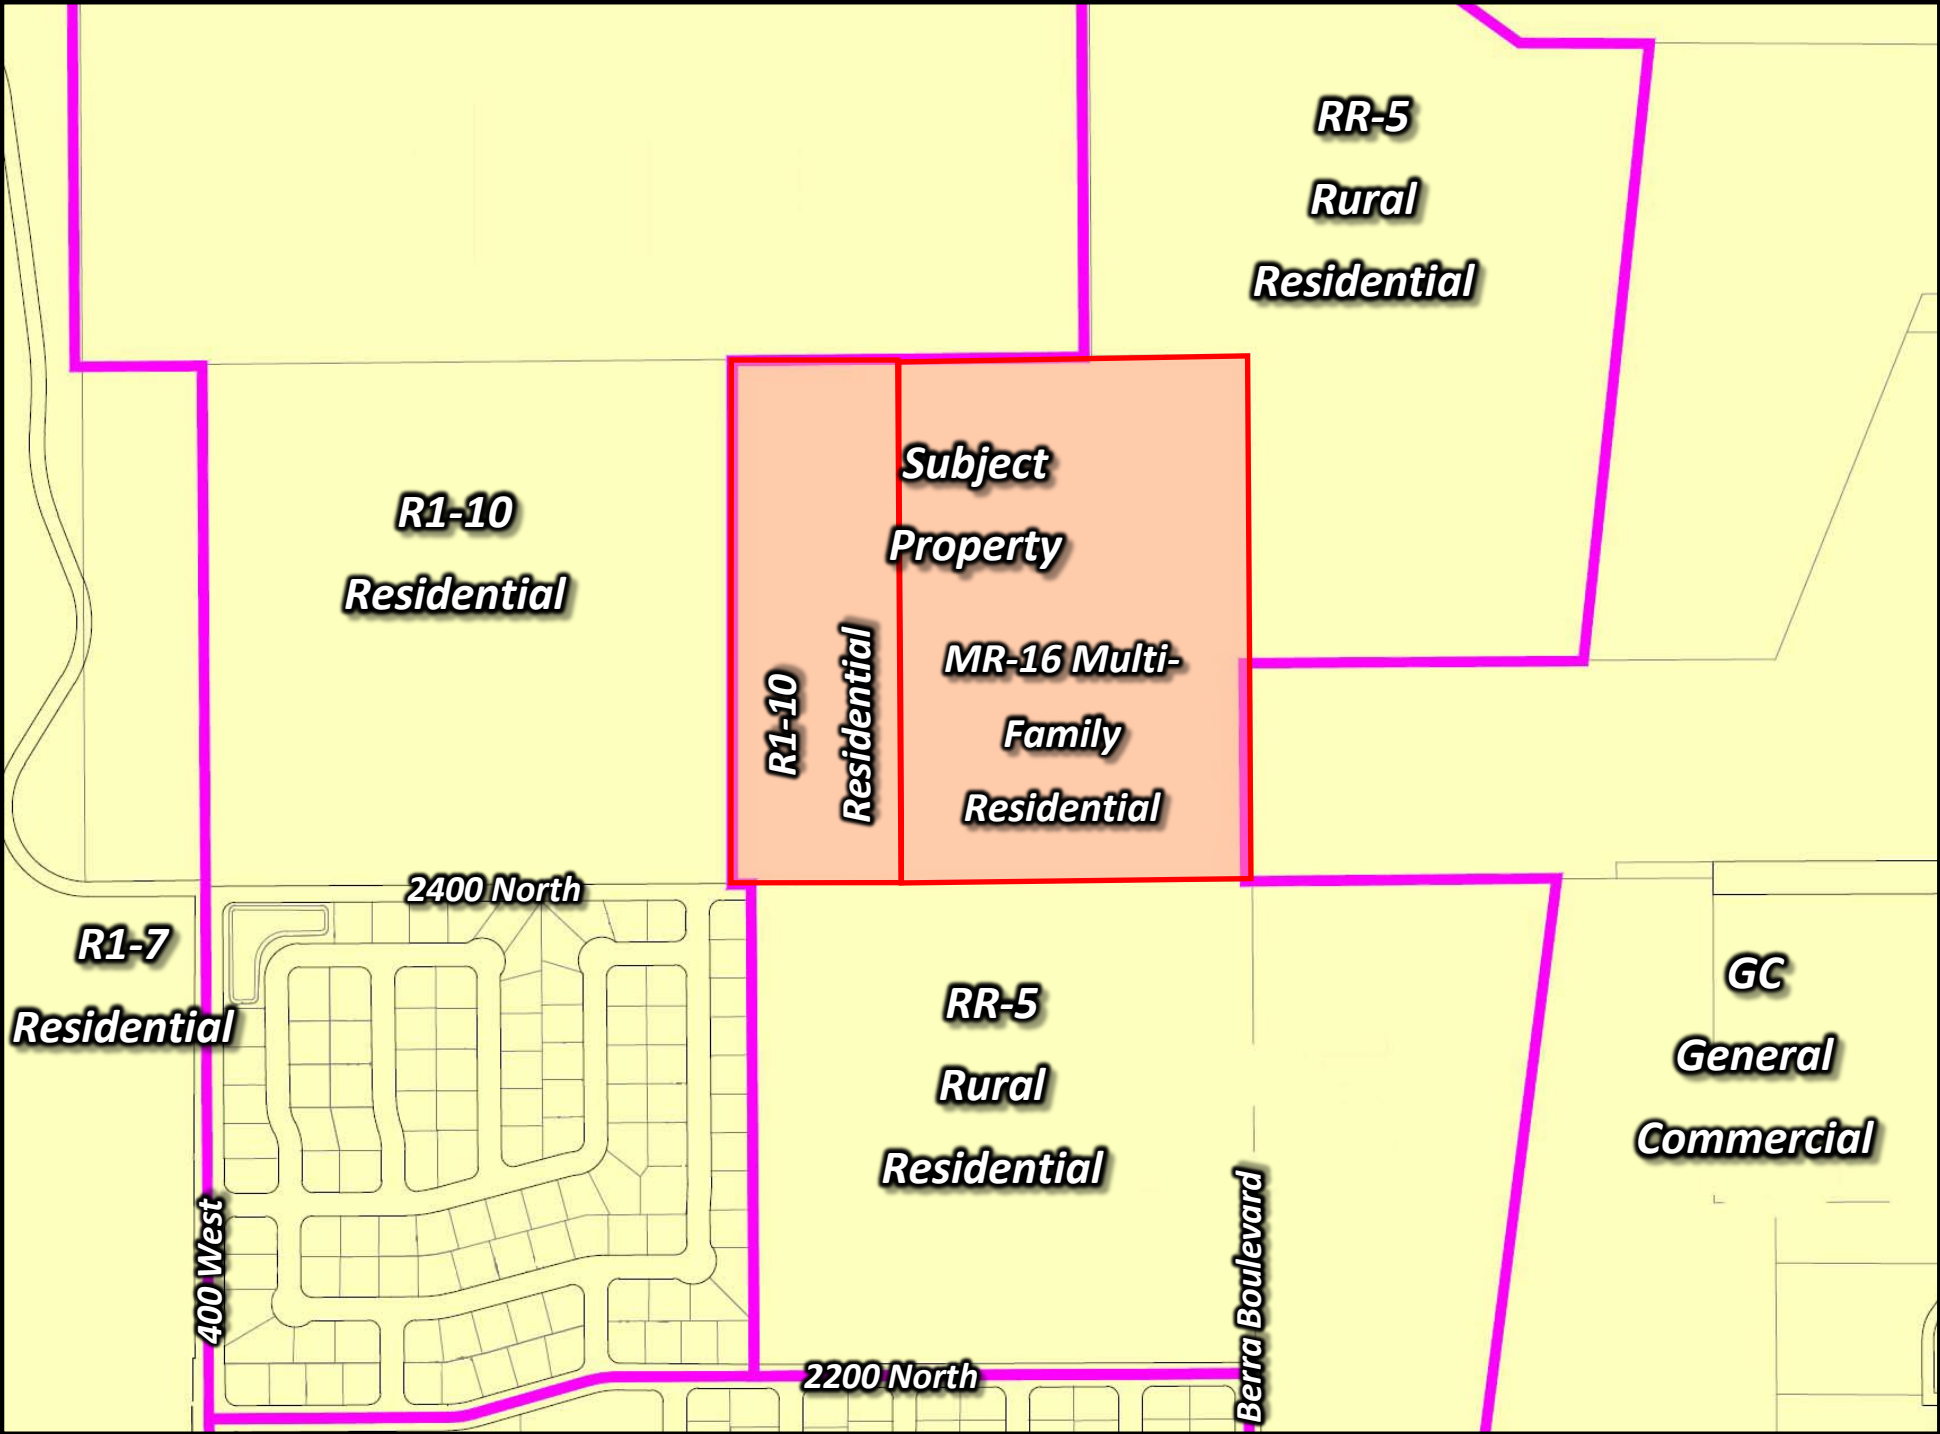 RR-5
Rural
Residential
R1-10
Residential
Subject
Property
R1-10
Residential
MR-16 Multi-
Family
Residential
2400 North
R1-7
Residential
RR-5
Rural
Residential
GC
General
Commercial
400 West
Berra Boulevard
2200 North